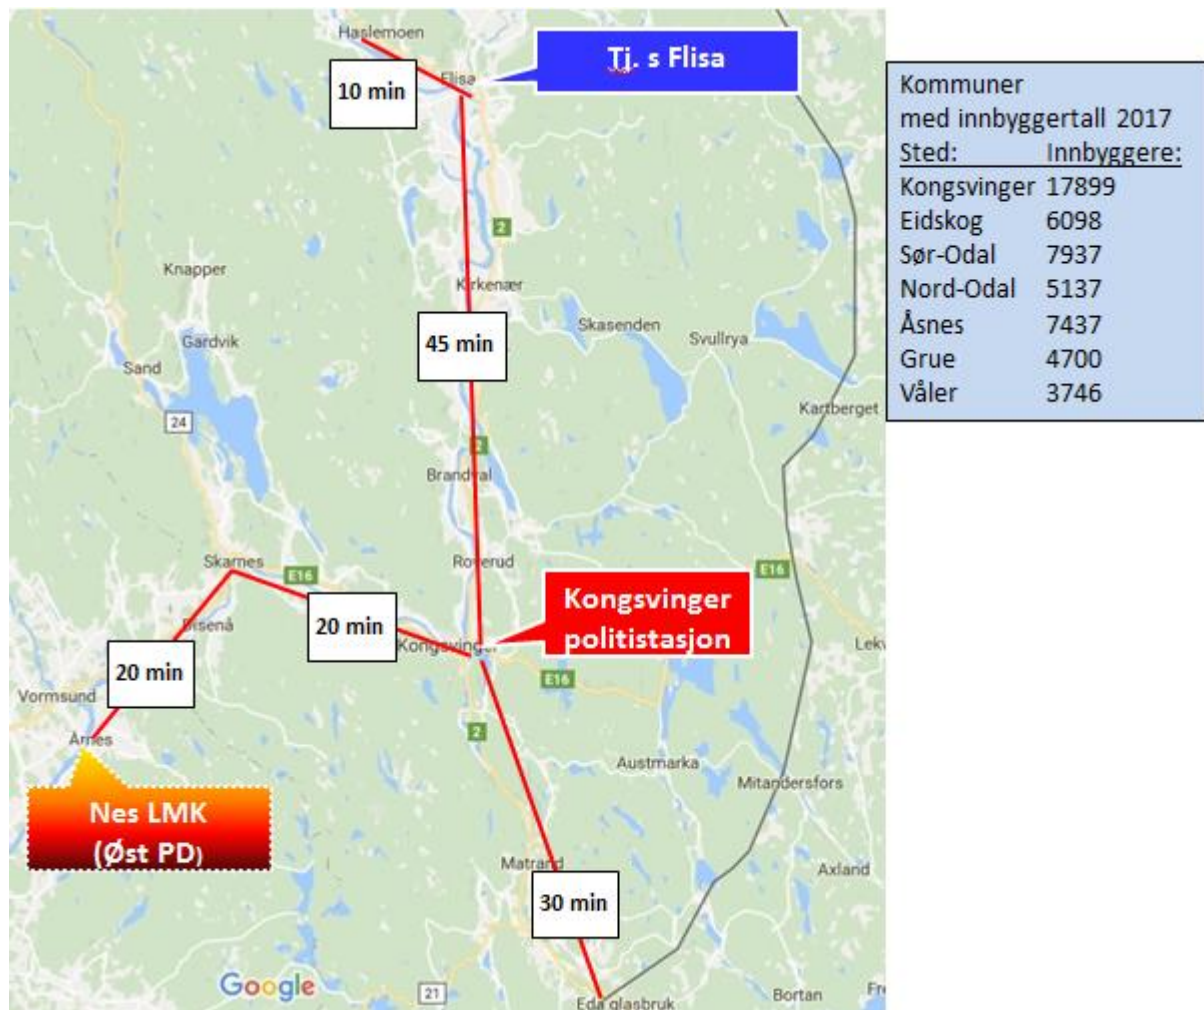 Haslemoen
Flisa
Tj. s Flisa
10 min
Kommuner
med innbyggertall 2017
Sted: Innbyggere:
Kongsvinger 17899
Eidskog 6098
Sør-Odal 7937
Nord-Odal 5137
Åsnes 7437
Grue 4700
Våler 3746
2
Knapper
Kirkenær
Gardvik
45 min
Skasenden
Svullrya
Sand
Kartberget
24
2
Brandval
Skarnes
E16
Roverud
E16
Kongsvinger
politistasjon
20 min
Disenå
Kongsvinger
20 min
E16
Vormsund
2
Årnes
Austmarka
Mitandersfors
Nes LMK
(Øst PD)
Matrand
Axland
30 min
Google
21
Eda glasbruk
Bortan